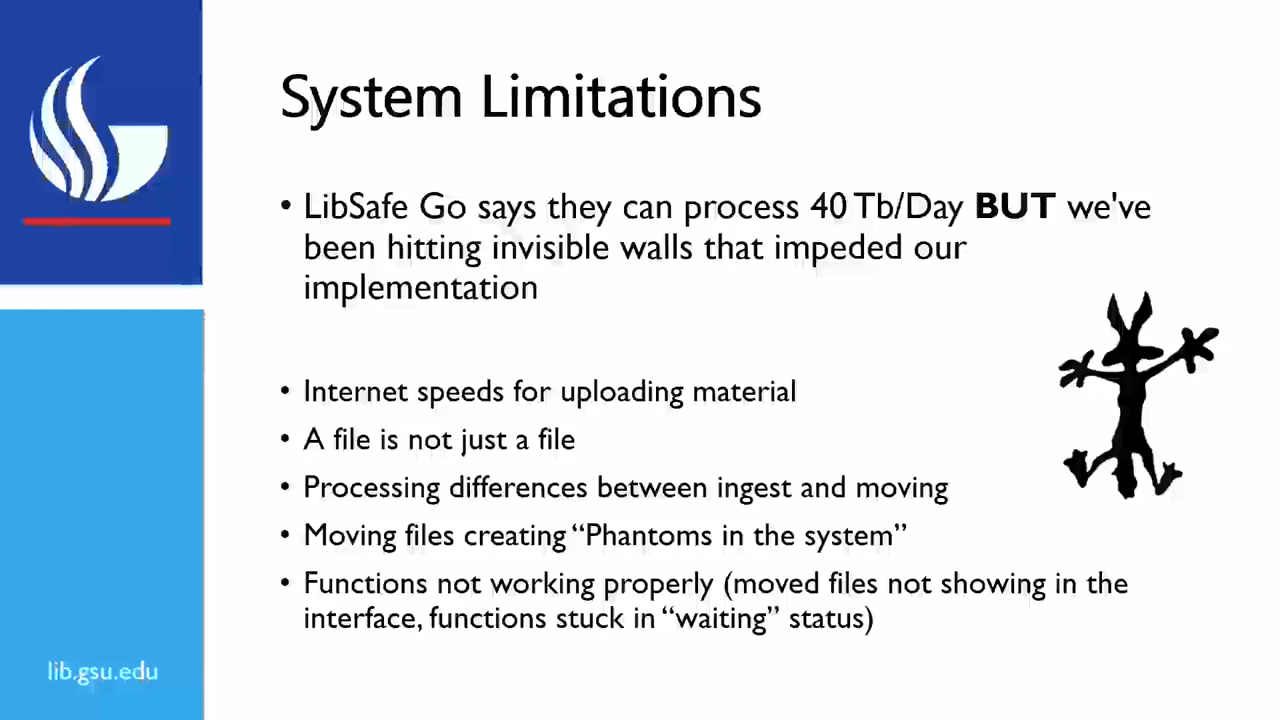 System Limitations
• LibSafe Go says they can process 40 Tb/Day BUT we've
been hitting invisible walls that impeded our
implementation
• Internet speeds for uploading material
• A file is not just a file
• Processing differences between ingest and moving
• Moving files creating “Phantoms in the system”
• Functions not working properly (moved files not showing in the
interface, functions stuck in “waiting” status)
lib.gsu.edu